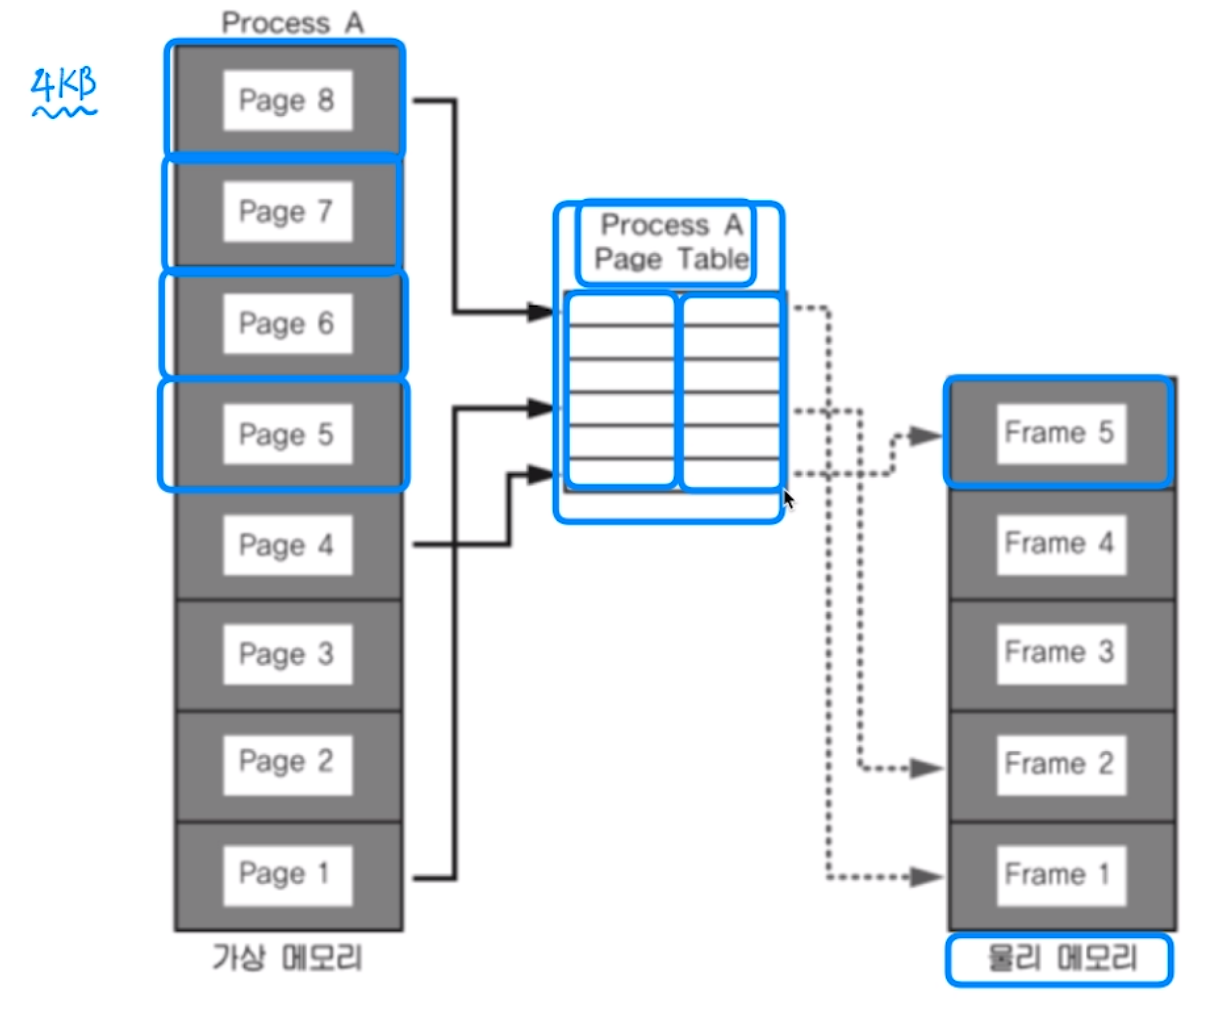 Process A
4KB
Page 8
Page 7
Page 6
Page 5
Page 4
Page 3
Page 2
Page 1
가상 메모리
Process A
Page Table
Frame 5
Frame 4
Frame 3
Frame 2
Frame 1
물리 메모리